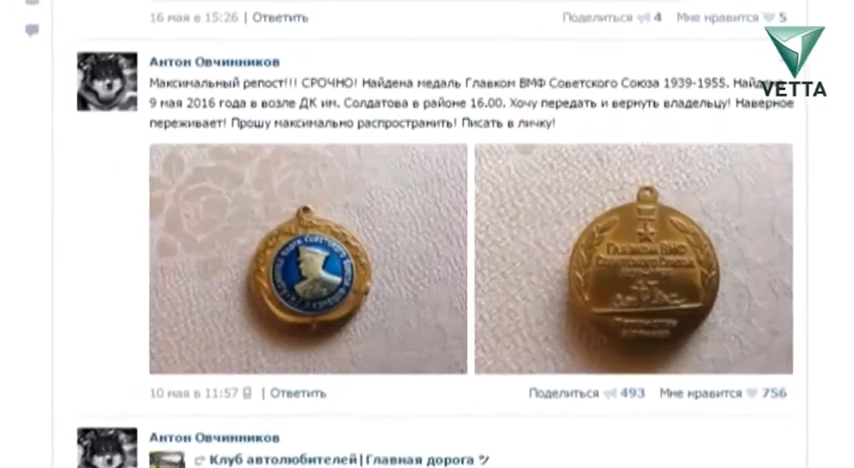 16 мая в 15:26 | Ответить
Поделиться 4 Мне нравится 5
VETTA
Антон Овчинников
Максимальный репост!!! СРОЧНО! Найдена медаль Главком ВМФ Советского Союза 1939-1955.
9 мая 2016 года в возле ДК им. Солдатова в районе 16.00. Хочу передать и вернуть владельцу! Наверное
переживает! Прошу максимально распространить! Писать в личку!
Главком ВМФ
Советского Союза
10 мая в 11:57 | Ответить
Поделиться 493 Мне нравится 756
Антон Овчинников
Клуб автолюбителей|Главная дорога ツ